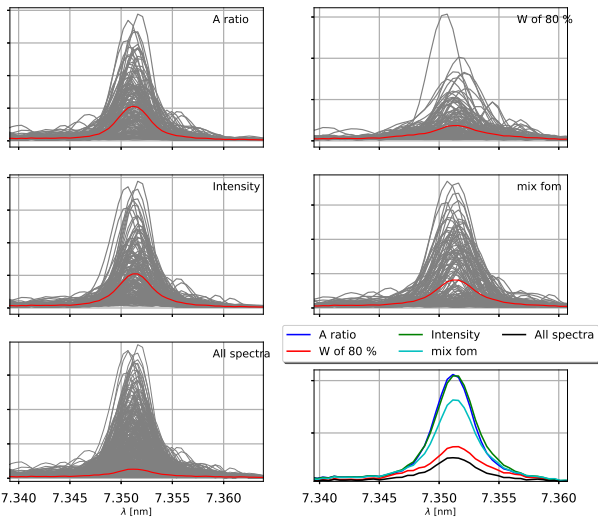 A ratio
W of 80 %
Intensity
mix fom
A ratio Intensity All spectra
W of 80 % mix fom
All spectra
7.340 7.345 7.350 7.355 7.360
λ [nm]
7.340 7.345 7.350 7.355 7.360
λ [nm]